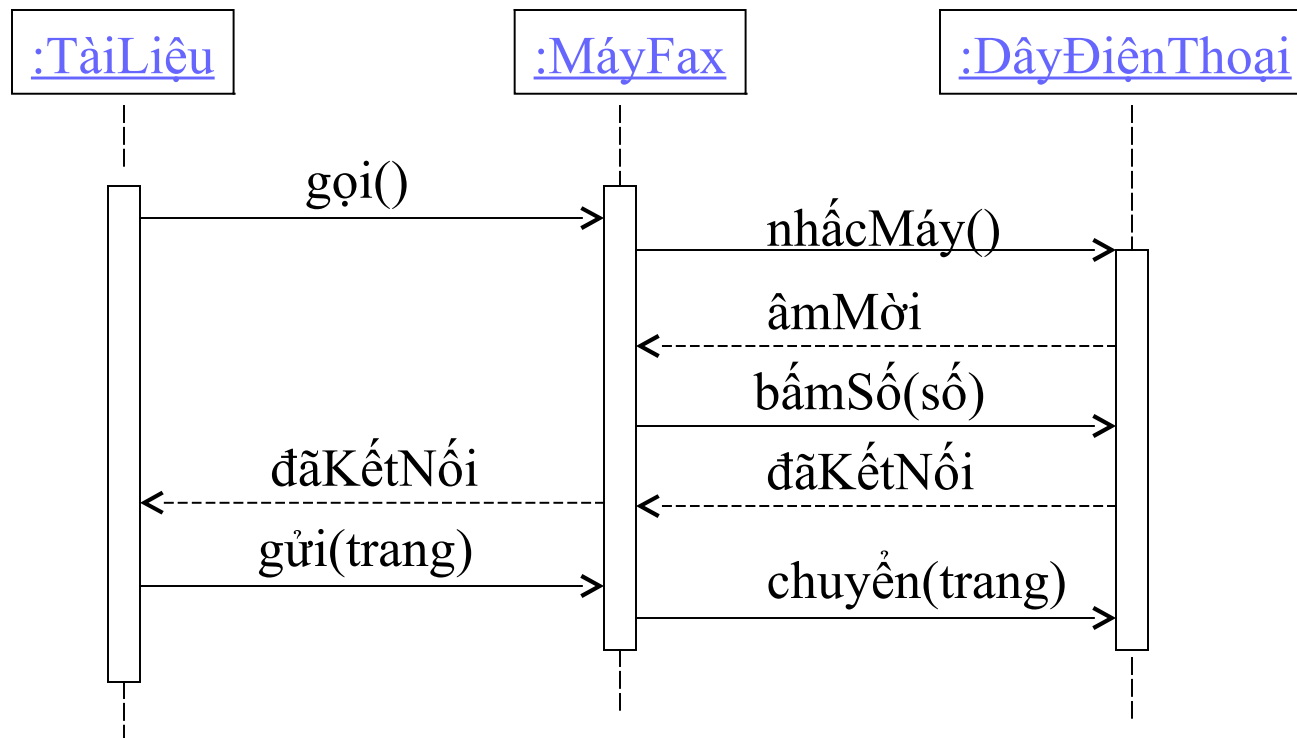 :TàiLiệu
:MáyFax
:DâyĐiệnThoại
gọi()
nhấcMáy()
âmMời
bấmSố(số)
đãKếtNối
đãKếtNối
gửi(trang)
chuyển(trang)